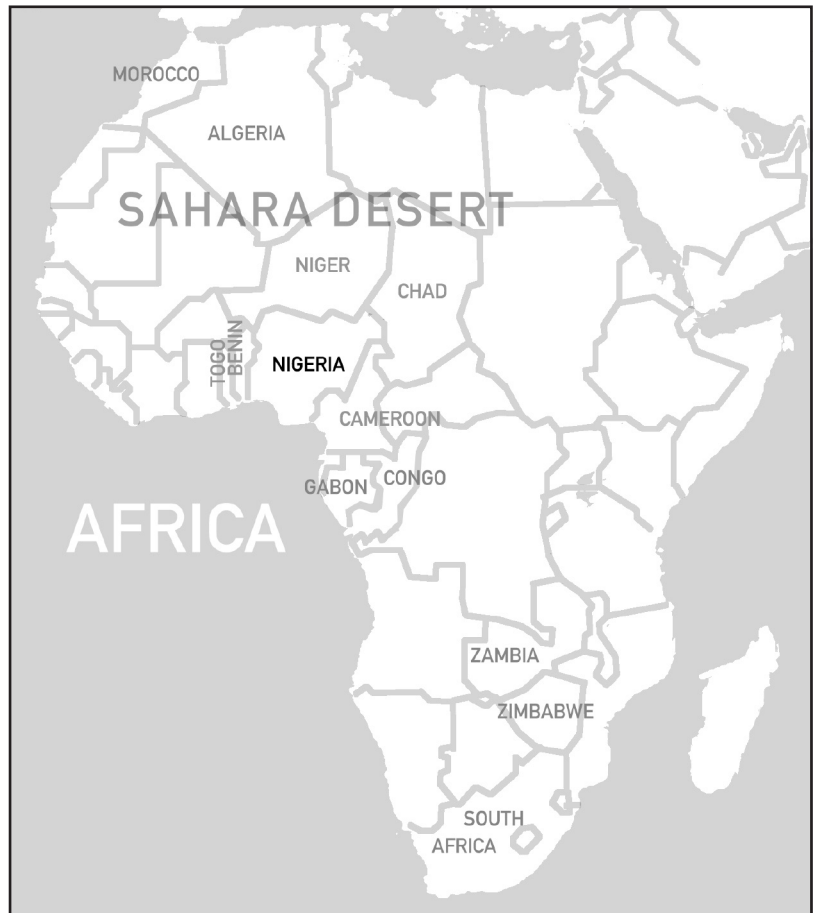 MOROCCO
ALGERIA
SAHARA DESERT
NIGER
CHAD
TOGO
BENIN
NIGERIA
CAMEROON
GABON
CONGO
AFRICA
ZAMBIA
ZIMBABWE
SOUTH
AFRICA